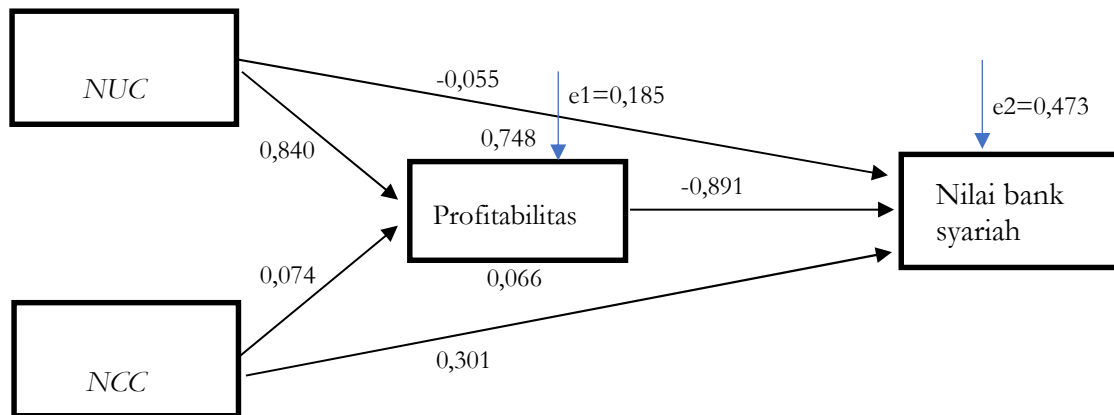 NUC
-0,055
e1=0,185
e2=0,473
0,840
0,748
-0,891
Profitabilitas
Nilai bank
syariah
0,074
0,066
0,301
NCC